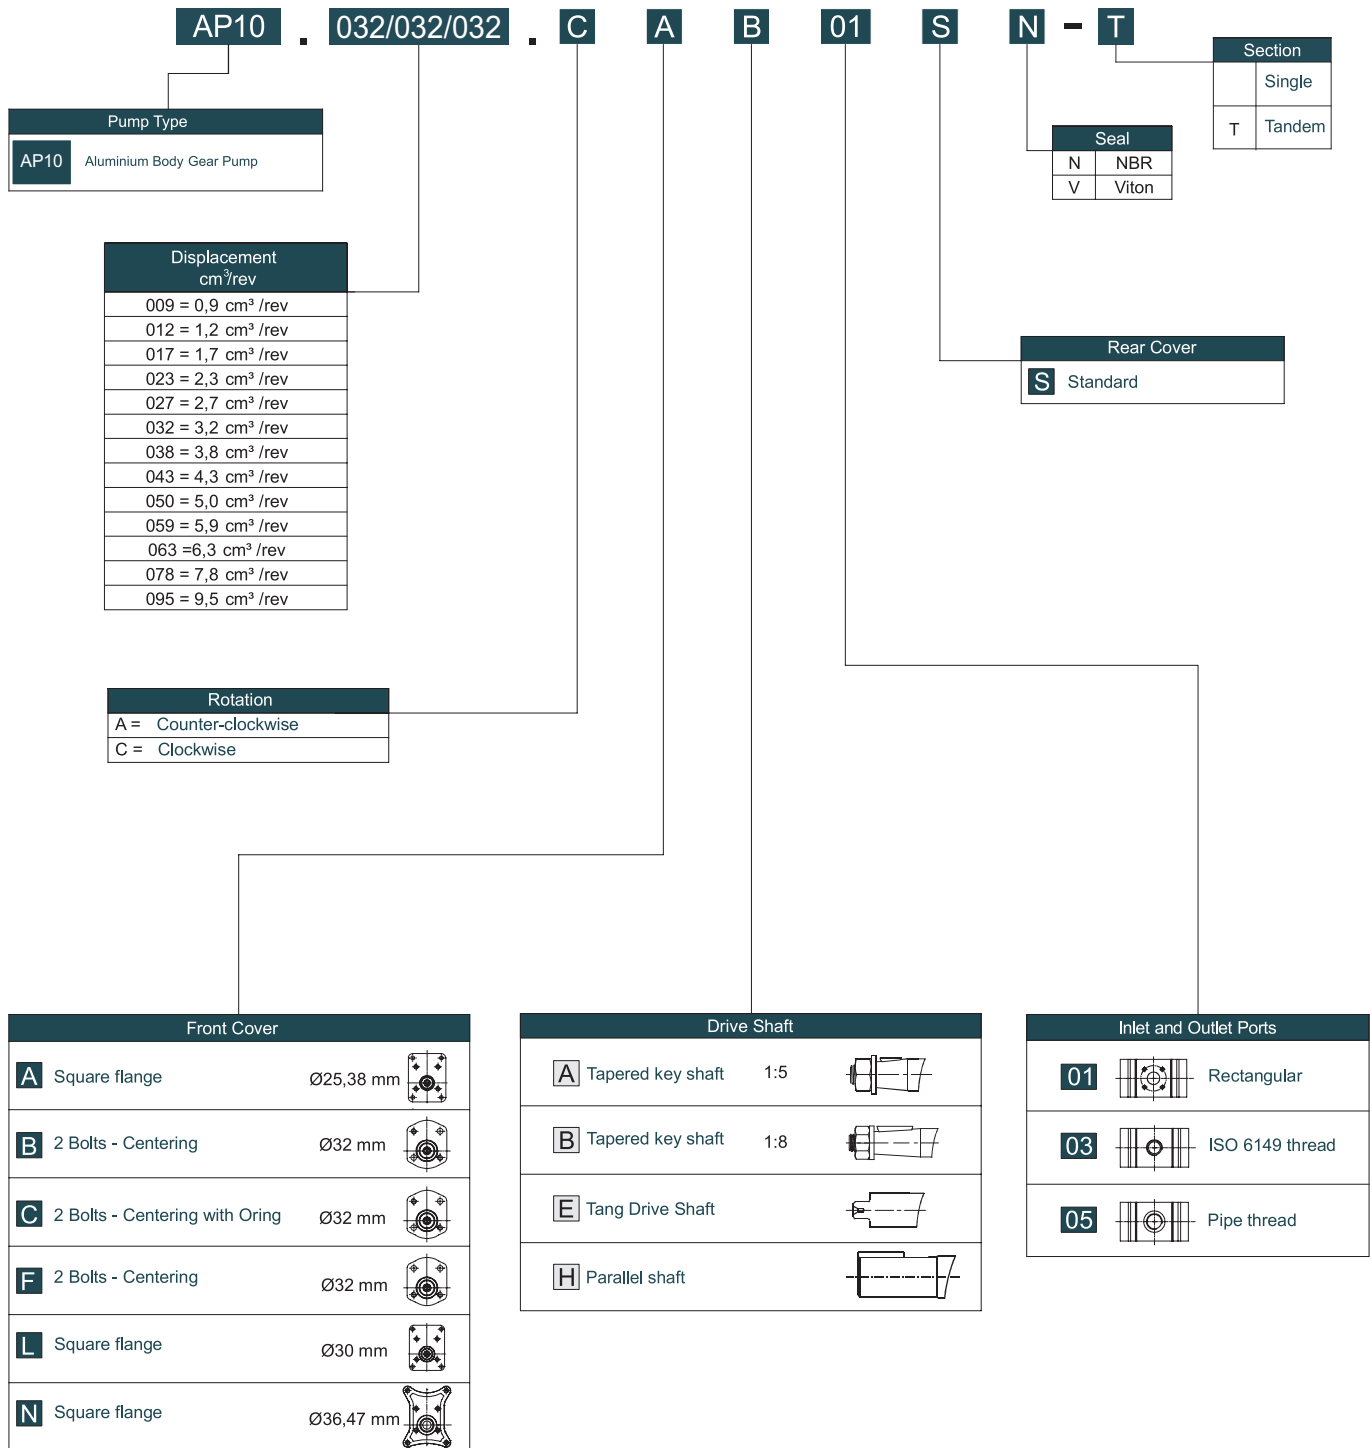 AP10 . 032/032/032 . C A B 01 S N - T
Section
Single
T Tandem
Pump Type
AP10 Aluminium Body Gear Pump
Seal
N NBR
V Viton
Displacement
cm³/rev
009 = 0,9 cm³ /rev
012 = 1,2 cm³ /rev
017 = 1,7 cm³ /rev
023 = 2,3 cm³ /rev
027 = 2,7 cm³ /rev
032 = 3,2 cm³ /rev
038 = 3,8 cm³ /rev
043 = 4,3 cm³ /rev
050 = 5,0 cm³ /rev
059 = 5,9 cm³ /rev
063 =6,3 cm³ /rev
078 = 7,8 cm³ /rev
095 = 9,5 cm³ /rev
Rear Cover
S Standard
Rotation
A = Counter-clockwise
C = Clockwise
Front Cover
A Square flange Ø25,38 mm
B 2 Bolts - Centering Ø32 mm
C 2 Bolts - Centering with Oring Ø32 mm
F 2 Bolts - Centering Ø32 mm
L Square flange Ø30 mm
N Square flange Ø36,47 mm
Drive Shaft
A Tapered key shaft 1:5
B Tapered key shaft 1:8
E Tang Drive Shaft
H Parallel shaft
Inlet and Outlet Ports
01 Rectangular
03 ISO 6149 thread
05 Pipe thread